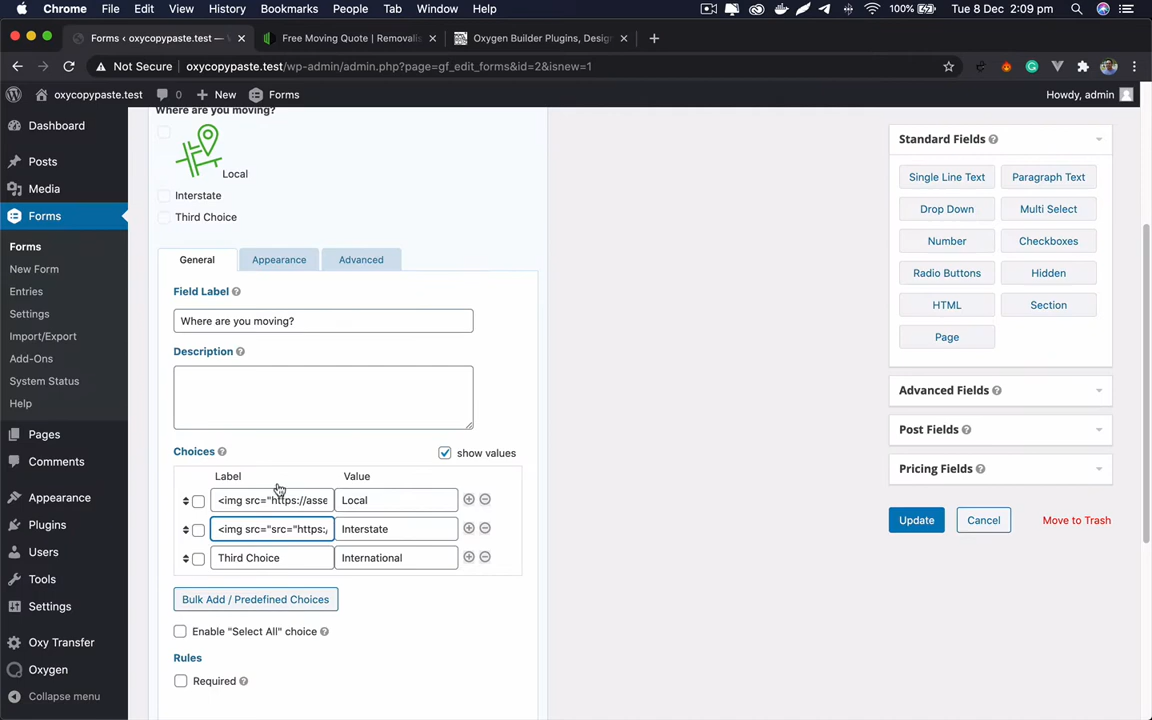 Chrome File Edit View History Bookmarks People Tab Window Help 100% Tue 8 Dec 2:09 pm
Forms ‹ oxycopypaste.test — Free Moving Quote | Removalis Oxygen Builder Plugins, Desig
Not Secure oxycopypaste.test/wp-admin/admin.php?page=gf_edit_forms&id=2&isnew=1
oxycopypaste.test 0 New Forms Howdy, admin
Dashboard
Posts
Media
Forms
Forms
New Form
Entries
Settings
Import/Export
Add-Ons
System Status
Help
Pages
Comments
Appearance
Plugins
Users
Tools
Settings
Oxy Transfer
Oxygen
Collapse menu
Where are you moving?
Local
Interstate
Third Choice
General Appearance Advanced
Field Label
Where are you moving?
Description
Choices show values
Label Value
<img src="https://asse Local
<img src="src="https:/ Interstate
Third Choice International
Bulk Add / Predefined Choices
Enable "Select All" choice
Rules
Required
Standard Fields
Single Line Text Paragraph Text
Drop Down Multi Select
Number Checkboxes
Radio Buttons Hidden
HTML Section
Page
Advanced Fields
Post Fields
Pricing Fields
Update Cancel Move to Trash